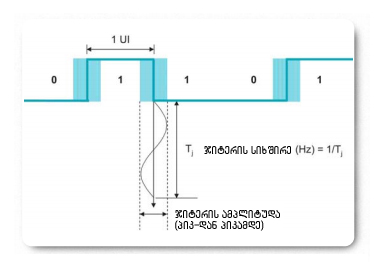 1 UI
0 1 1 0 1
Tj ჯიტერის სიხშირე (Hz) = 1/Tj
ჯიტერის ამპლიტუდა
(პიკ-დან პიკამდე)